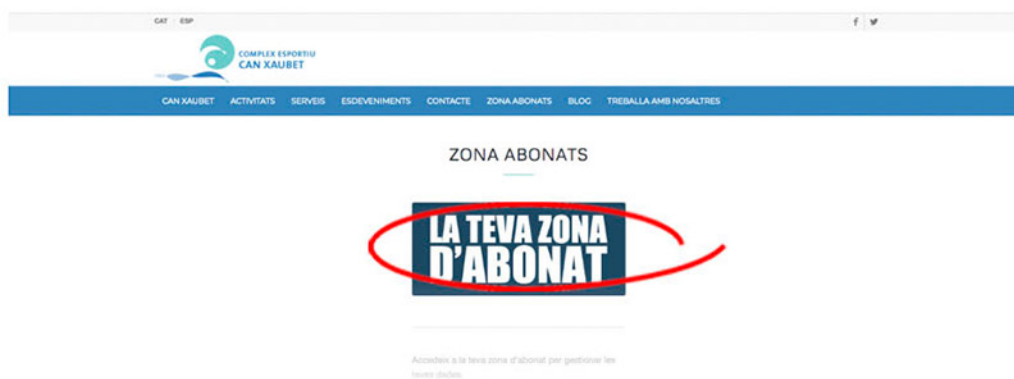 CAT ESP
COMPLEX ESPORTIU
CAN XAUBET
CAN XAUBET ACTIVITATS SERVEIS ESDEVENIMENTS CONTACTE ZONA ABONATS BLOG TREBALLA AMB NOSALTRES
ZONA ABONATS
LA TEVA ZONA
D'ABONAT
Accedeix a la teva zona d'abonat per gestionar les
teves dades